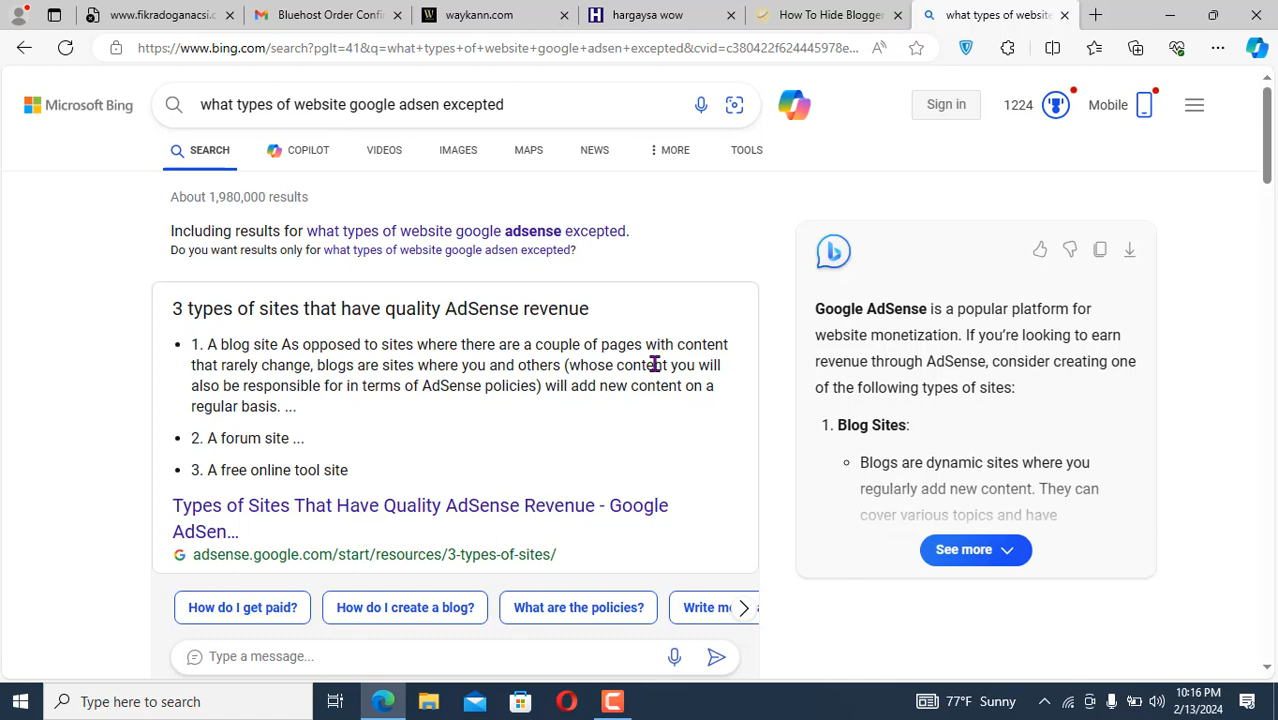 www.fikradoganacsi.c
Bluehost Order Confir
waykann.com
hargaysa wow
How To Hide Blogger
what types of website
https://www.bing.com/search?pglt=41&q=what+types+of+website+google+adsen+excepted&cvid=c380422f624445978e...
Microsoft Bing
what types of website google adsen excepted
Sign in
1224
Mobile
SEARCH
COPILOT
VIDEOS
IMAGES
MAPS
NEWS
MORE
TOOLS
About 1,980,000 results
Including results for what types of website google adsense excepted.
Do you want results only for what types of website google adsen excepted?
3 types of sites that have quality AdSense revenue
1. A blog site As opposed to sites where there are a couple of pages with content
that rarely change, blogs are sites where you and others (whose content you will
also be responsible for in terms of AdSense policies) will add new content on a
regular basis. ...
2. A forum site ...
3. A free online tool site
Types of Sites That Have Quality AdSense Revenue - Google
AdSen...
adsense.google.com/start/resources/3-types-of-sites/
How do I get paid?
How do I create a blog?
What are the policies?
Write m
Type a message...
Google AdSense is a popular platform for
website monetization. If you're looking to earn
revenue through AdSense, consider creating one
of the following types of sites:
1. Blog Sites:
Blogs are dynamic sites where you
regularly add new content. They can
cover various topics and have
See more
Type here to search
77°F Sunny
10:16 PM
2/13/2024